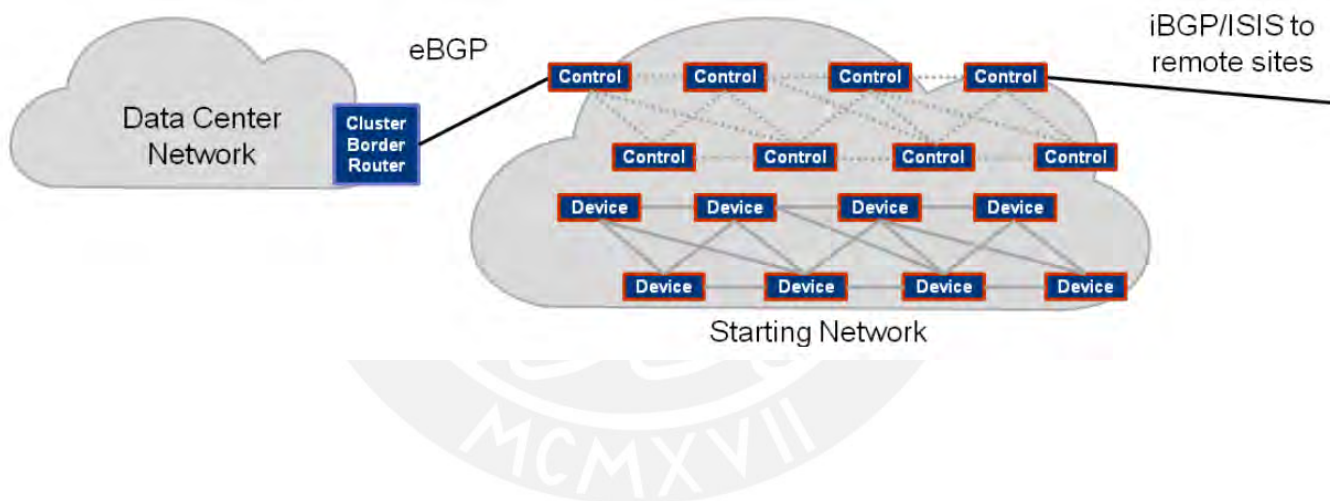 iBGP/ISIS to
remote sites
eBGP
Data Center
Network
Cluster
Border
Router
Control Control Control Control
Control Control Control Control
Device Device Device Device
Device Device Device Device
Starting Network
MCMXVII